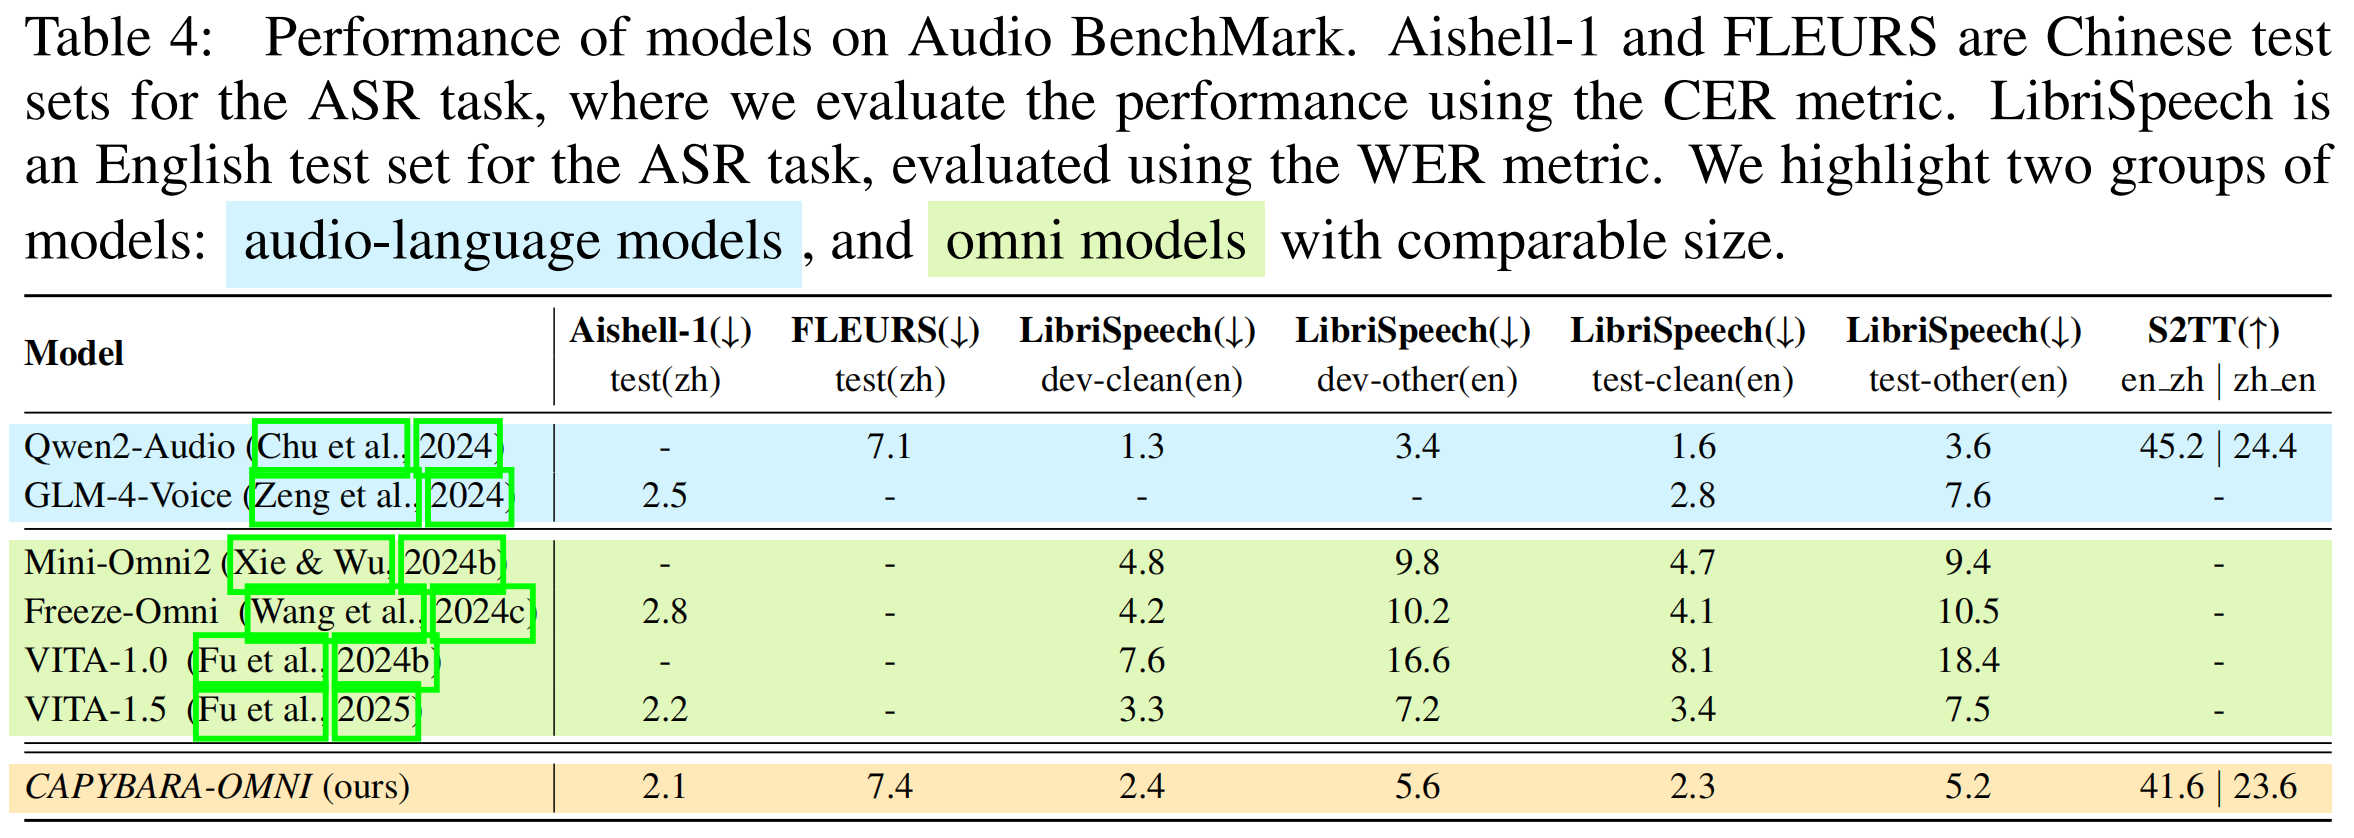 Table 4: Performance of models on Audio BenchMark. Aishell-1 and FLEURS are Chinese test
sets for the ASR task, where we evaluate the performance using the CER metric. LibriSpeech is
an English test set for the ASR task, evaluated using the WER metric. We highlight two groups of
models: audio-language models, and omni models with comparable size.
Model Aishell-1(↓) FLEURS(↓) LibriSpeech(↓) LibriSpeech(↓) LibriSpeech(↓) LibriSpeech(↓) S2TT(↑)
test(zh) test(zh) dev-clean(en) dev-other(en) test-clean(en) test-other(en) en_zh | zh_en
Qwen2-Audio (Chu et al., 2024) - 7.1 1.3 3.4 1.6 3.6 45.2 | 24.4
GLM-4-Voice (Zeng et al., 2024) 2.5 - - - 2.8 7.6 -
Mini-Omni2 (Xie & Wu, 2024b) - - 4.8 9.8 4.7 9.4 -
Freeze-Omni (Wang et al., 2024c) 2.8 - 4.2 10.2 4.1 10.5 -
VITA-1.0 (Fu et al., 2024b) - - 7.6 16.6 8.1 18.4 -
VITA-1.5 (Fu et al., 2025) 2.2 - 3.3 7.2 3.4 7.5 -
CAPYBARA-OMNI (ours) 2.1 7.4 2.4 5.6 2.3 5.2 41.6 | 23.6